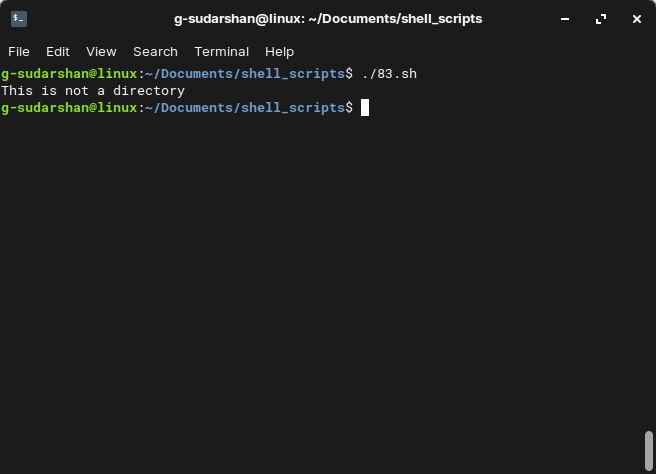 g-sudarshan@linux: ~/Documents/shell_scripts
File Edit View Search Terminal Help
g-sudarshan@linux:~/Documents/shell_scripts$ ./83.sh
This is not a directory
g-sudarshan@linux:~/Documents/shell_scripts$